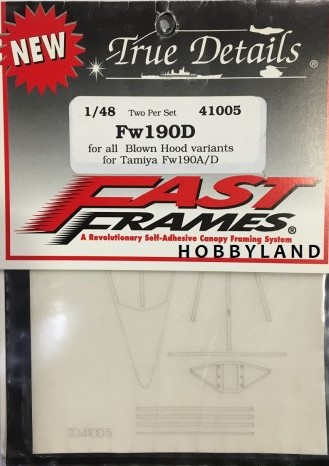 NEW
True Details®
1/48 Two Per Set 41005
Fw190D
for all Blown Hood variants
for Tamiya Fw190A/D
FAST
FRAMES®
A Revolutionary Self-Adhesive Canopy Framing System
HOBBYLAND
TD41005